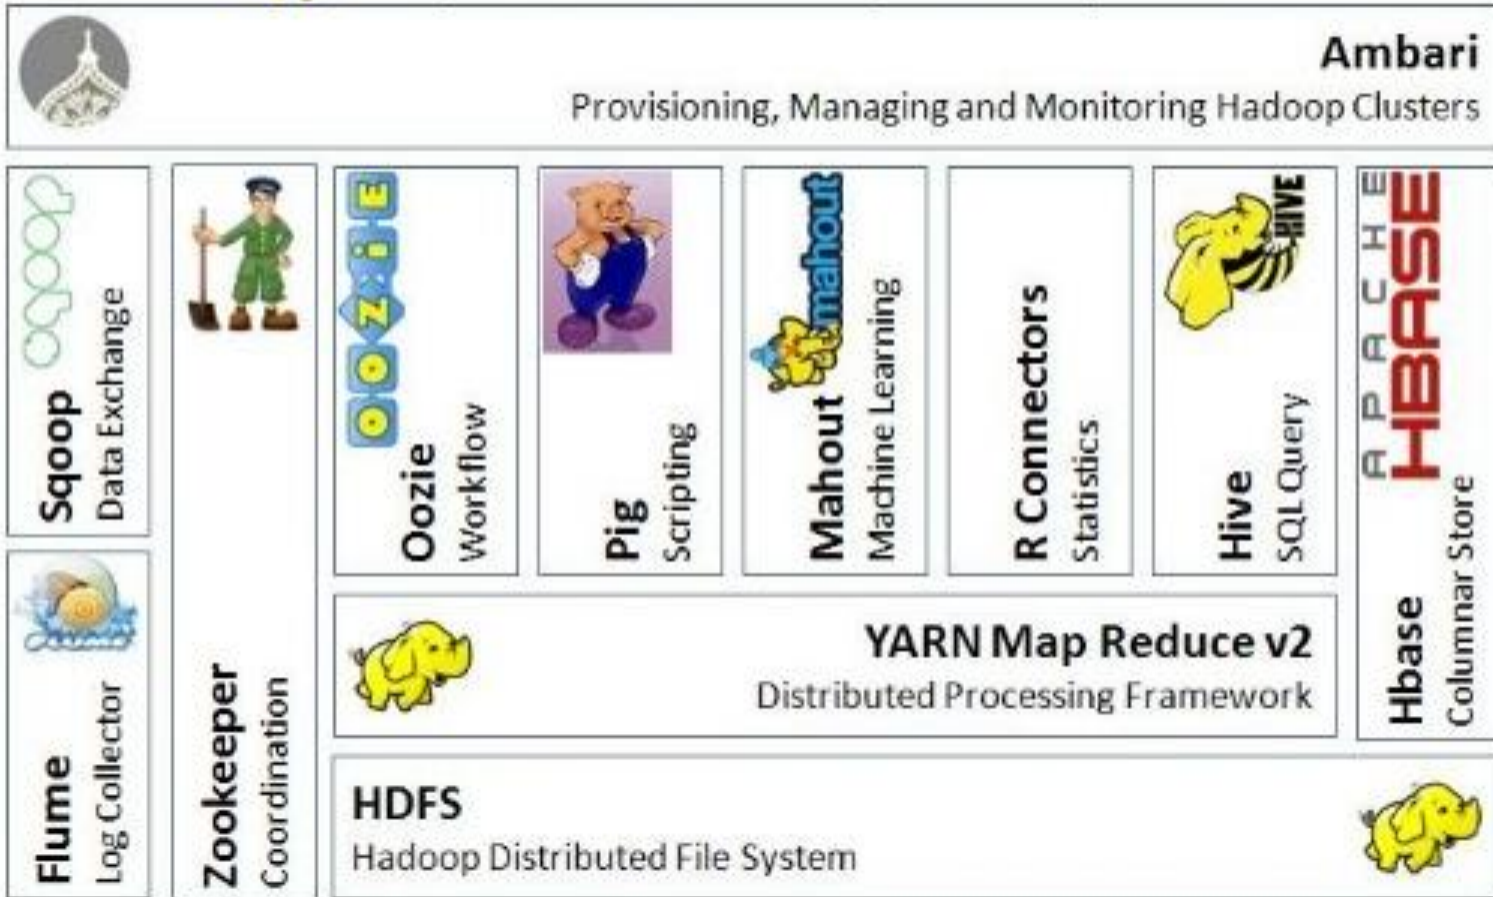 Ambari
Provisioning, Managing and Monitoring Hadoop Clusters
sqoop
Sqoop
Data Exchange
Zookeeper
Coordination
OOZiE
Oozie
Workflow
Pig
Scripting
mahout
Mahout
Machine Learning
R Connectors
Statistics
HIVE
Hive
SQL Query
APACHE
HBASE
Hbase
Columnar Store
Flume
Log Collector
YARN Map Reduce v2
Distributed Processing Framework
HDFS
Hadoop Distributed File System